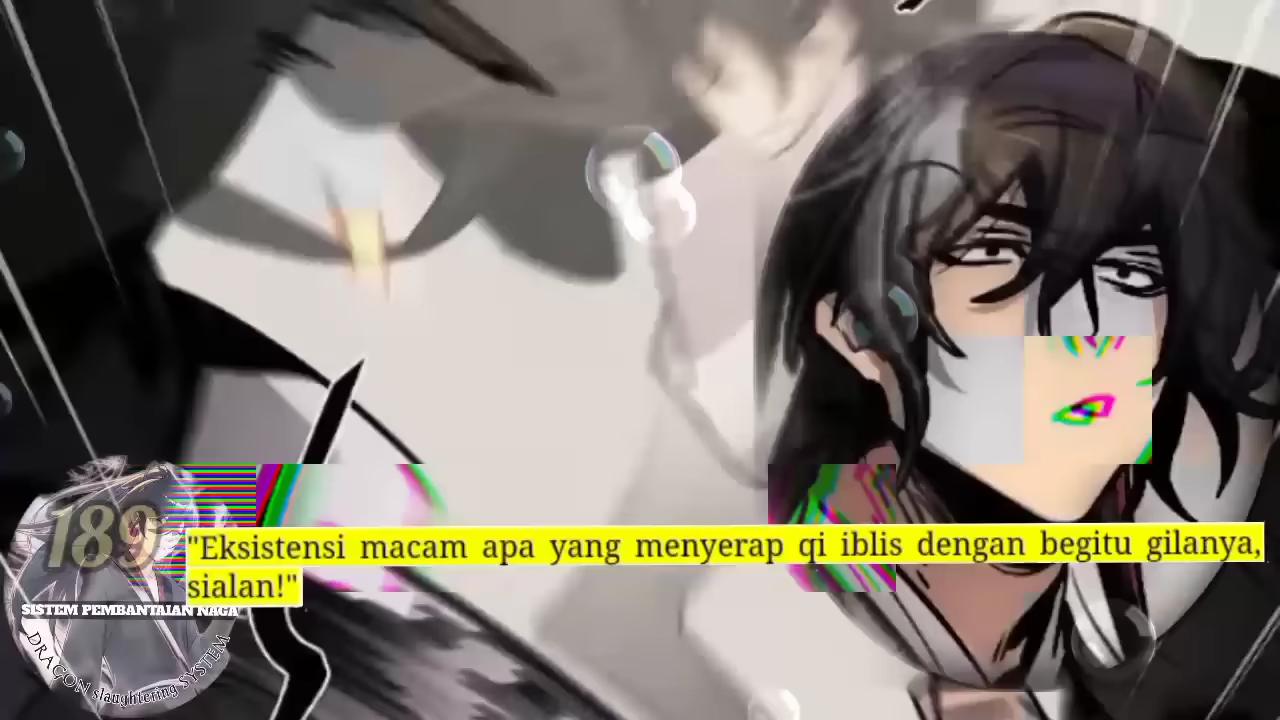 189
"Eksistensi macam apa yang menyerap qi iblis dengan begitu gilanya,
sialan!"
SISTEM PEMBANTAIAN NAGA
DRAGON slaughtering SYSTEM